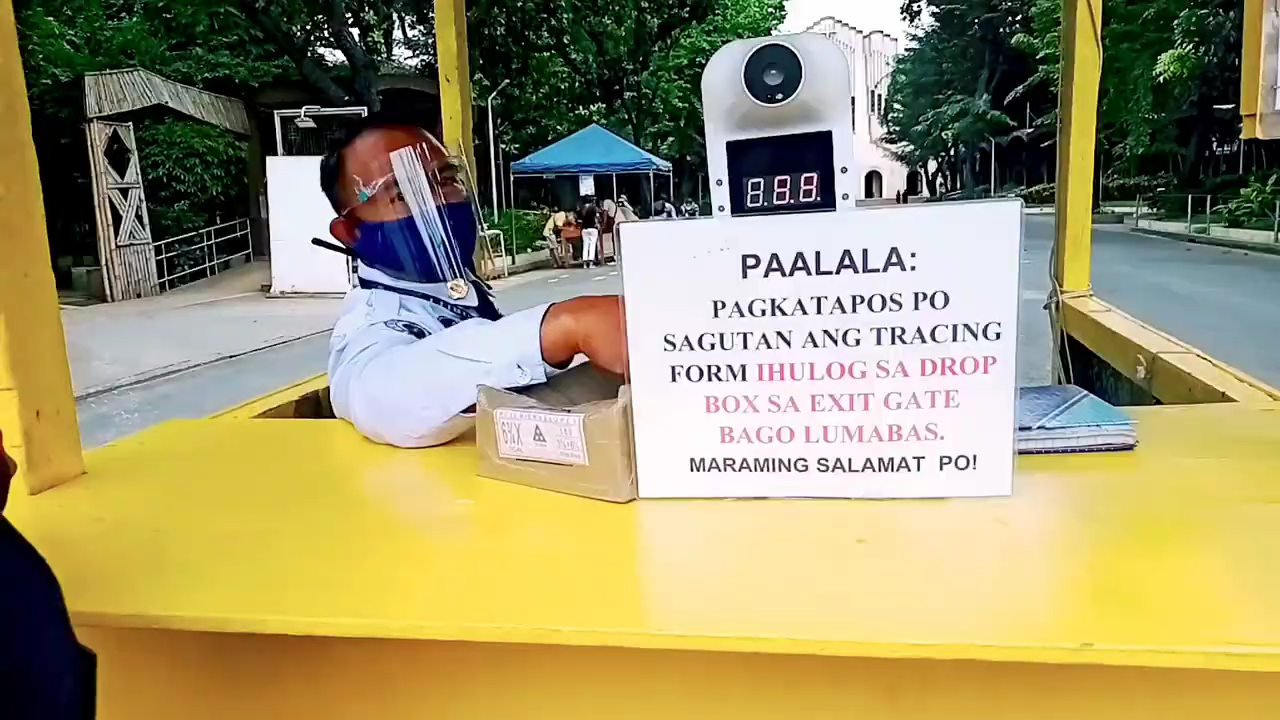 PAALALA:
PAGKATAPOS PO
SAGUTAN ANG TRACING
FORM IHULOG SA DROP
BOX SA EXIT GATE
BAGO LUMABAS.
MARAMING SALAMAT PO!